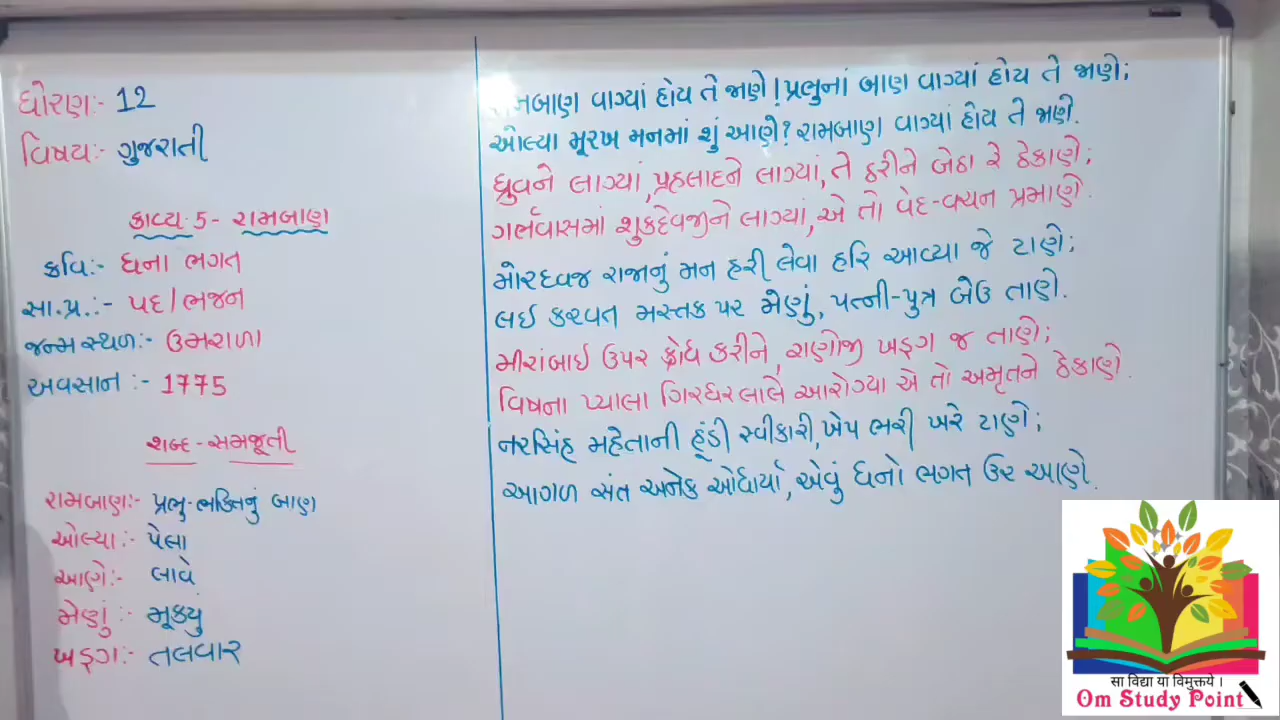 ધોરણ:- 12
વિષય:- ગુજરાતી
કાવ્ય:5- રામબાણ
કવિ:- ધના ભગત
સા.પ્ર.:- પદ/ભજન
જન્મ સ્થળ:- ઉમરાળા
અવસાન:- 1775
શબ્દ-સમજૂતી
રામબાણ:- પ્રભુ-ભક્તિનું બાણ
ઓલ્યા:- પેલા
આણે:- લાવે
મેણું:- મૂક્યું
ખડ્ગ:- તલવાર
મબાણ વાગ્યાં હોય તે જાણે! પ્રભુનાં બાણ વાગ્યાં હોય તે જાણે;
ઓલ્યા મૂરખ મનમાં શું આણે? રામબાણ વાગ્યાં હોય તે જાણે.
ધ્રુવને લાગ્યાં, પ્રહલાદને લાગ્યાં, તે ઠરીને બેઠા રે ઠેકાણે;
ગર્ભવાસમાં શુકદેવજીને લાગ્યાં, એ તો વેદ-વચન પ્રમાણે.
મોરધ્વજ રાજાનું મન હરી લેવા હરિ આવ્યા જે ટાણે;
લઈ કરવત મસ્તક પર મેણું, પત્ની-પુત્ર બેઉ તાણે.
મીરાંબાઈ ઉપર ક્રોધ કરીને, રાણોજી ખડ્ગ જ તાણે;
વિષના પ્યાલા ગિરધરલાલે આરોગ્યા એ તો અમૃતને ઠેકાણે.
નરસિંહ મહેતાની હૂંડી સ્વીકારી, ખેપ ભરી ખરે ટાણે;
આગળ સંત અનેક ઓધાર્યા, એવું ધનો ભગત ઉર આણે.
सा विद्या या विमुक्तये ।
Om Study Point